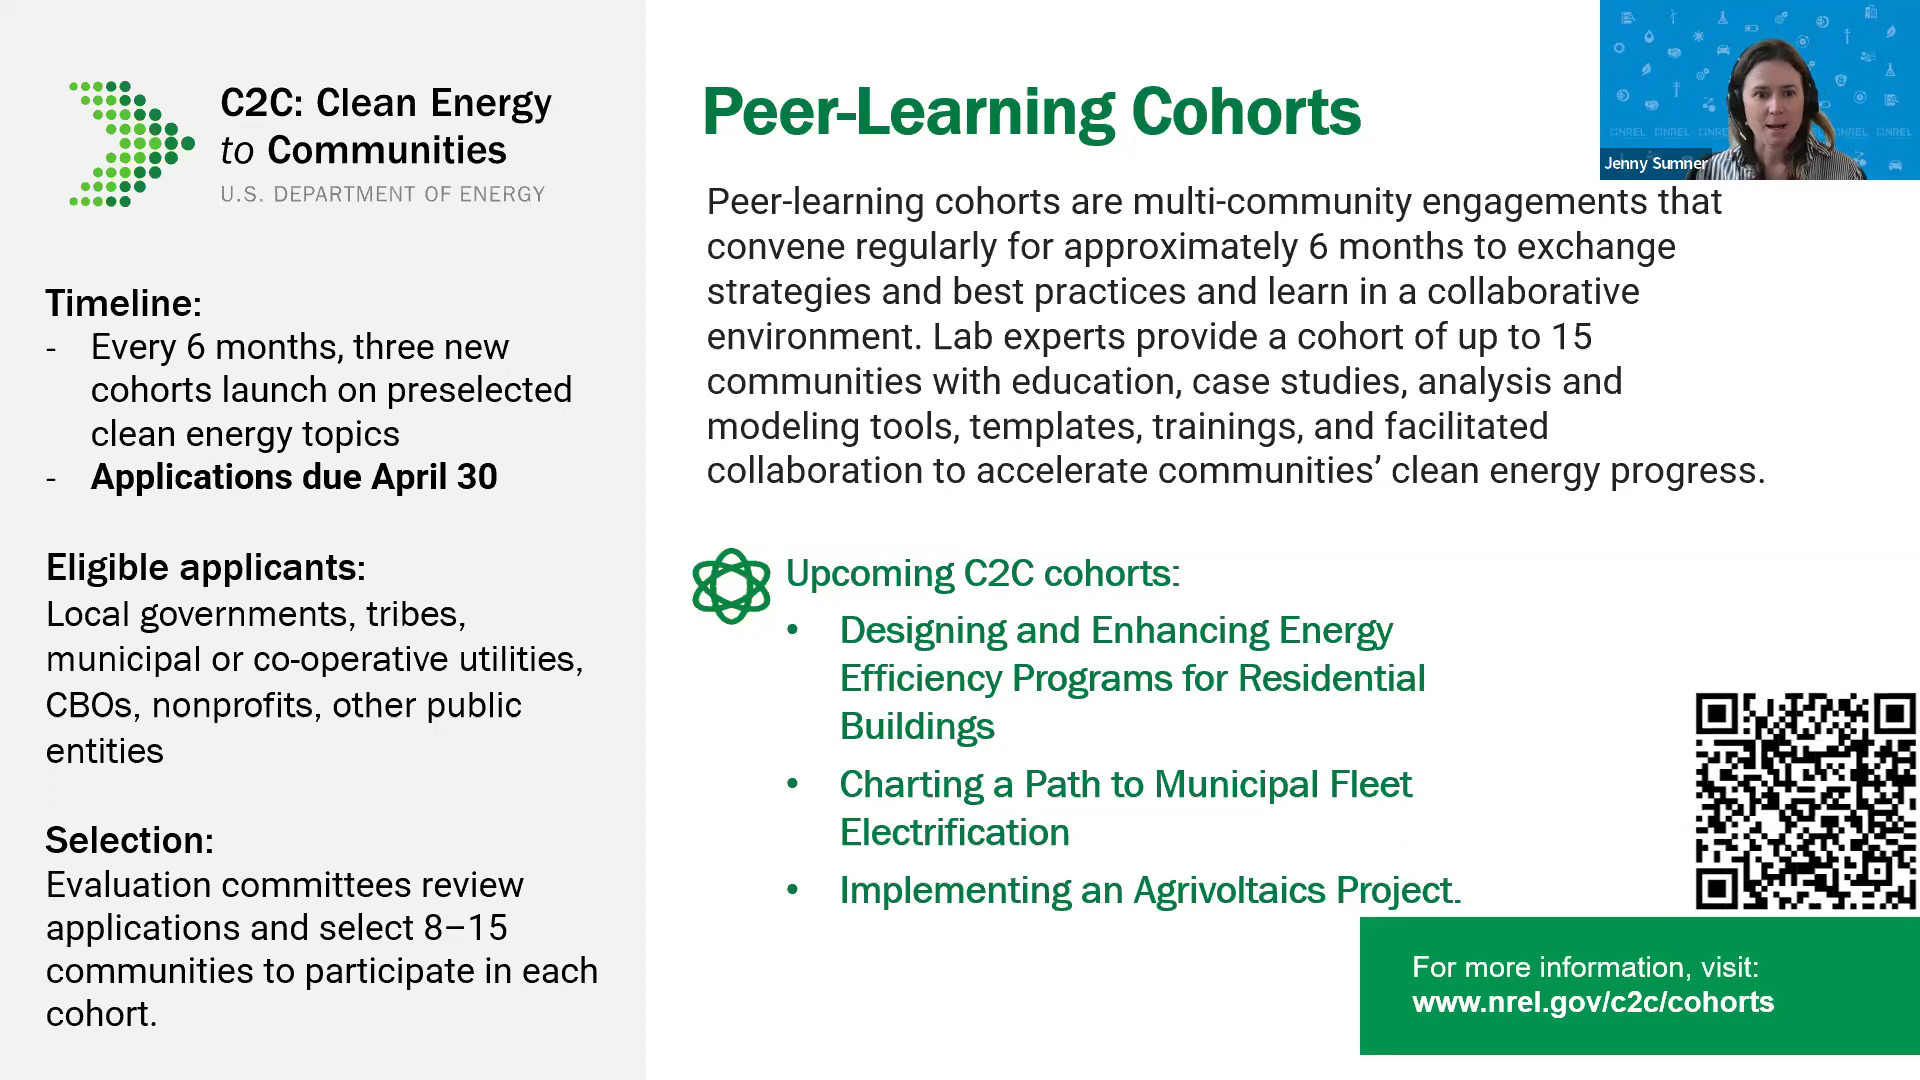 C2C: Clean Energy
to Communities
U.S. DEPARTMENT OF ENERGY
Timeline:
- Every 6 months, three new
cohorts launch on preselected
clean energy topics
- Applications due April 30
Eligible applicants:
Local governments, tribes,
municipal or co-operative utilities,
CBOs, nonprofits, other public
entities
Selection:
Evaluation committees review
applications and select 8–15
communities to participate in each
cohort.
Peer-Learning Cohorts
Peer-learning cohorts are multi-community engagements that
convene regularly for approximately 6 months to exchange
strategies and best practices and learn in a collaborative
environment. Lab experts provide a cohort of up to 15
communities with education, case studies, analysis and
modeling tools, templates, trainings, and facilitated
collaboration to accelerate communities’ clean energy progress.
Upcoming C2C cohorts:
• Designing and Enhancing Energy
Efficiency Programs for Residential
Buildings
• Charting a Path to Municipal Fleet
Electrification
• Implementing an Agrivoltaics Project.
For more information, visit:
www.nrel.gov/c2c/cohorts
NREL NREL NREL NREL NREL
Jenny Sumner